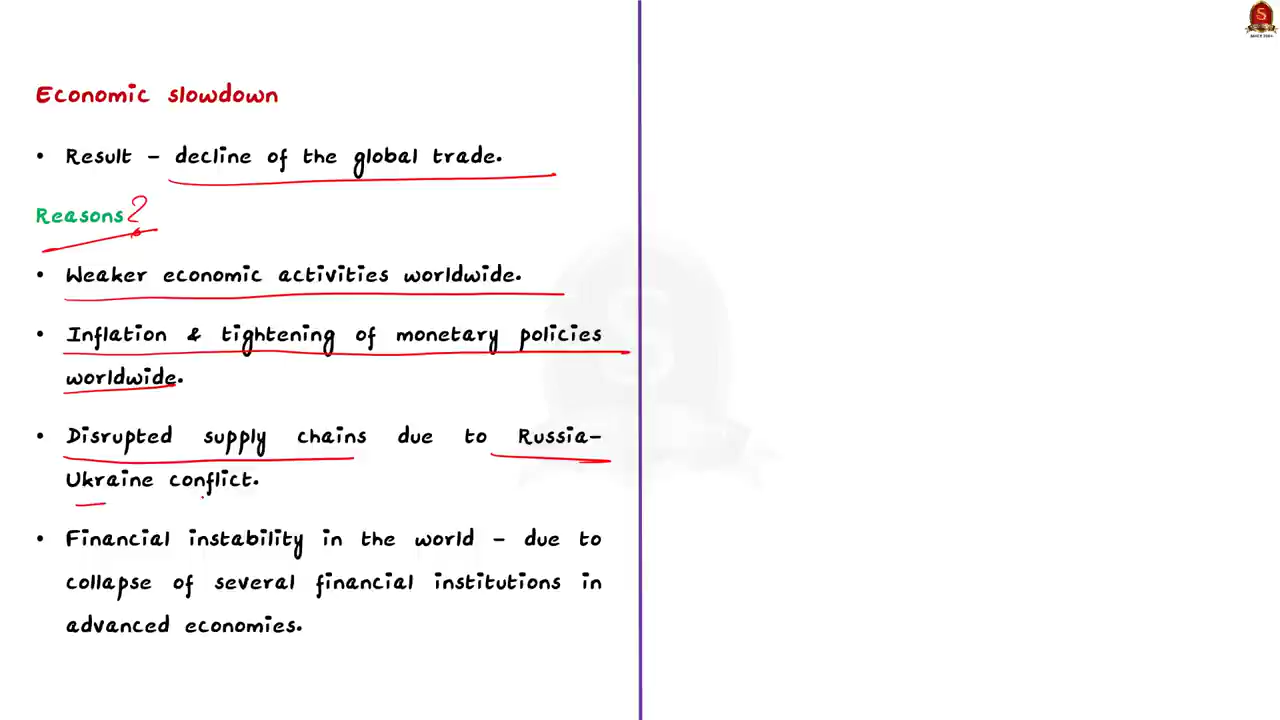 Economic slowdown
• Result – decline of the global trade.
Reasons?
• Weaker economic activities worldwide.
• Inflation & tightening of monetary policies
worldwide.
• Disrupted supply chains due to Russia-
Ukraine conflict.
• Financial instability in the world – due to
collapse of several financial institutions in
advanced economies.
S
SINCE 2004
S